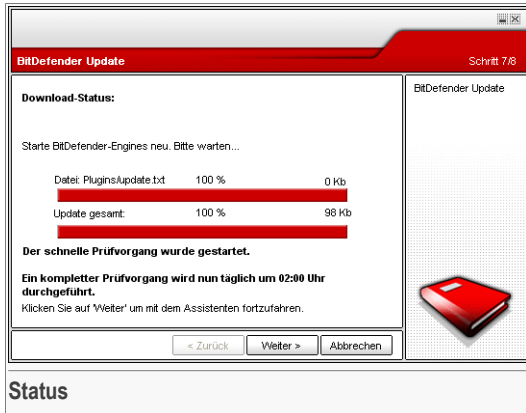 BitDefender Update
Schritt 7/8
Download-Status:
Starte BitDefender-Engines neu. Bitte warten...
Datei: Plugins/update.txt 100 % 0 Kb
Update gesamt: 100 % 98 Kb
Der schnelle Prüfvorgang wurde gestartet.
Ein kompletter Prüfvorgang wird nun täglich um 02:00 Uhr
durchgeführt.
Klicken Sie auf 'Weiter' um mit dem Assistenten fortzufahren.
BitDefender Update
« Zurück Weiter » Abbrechen
Status